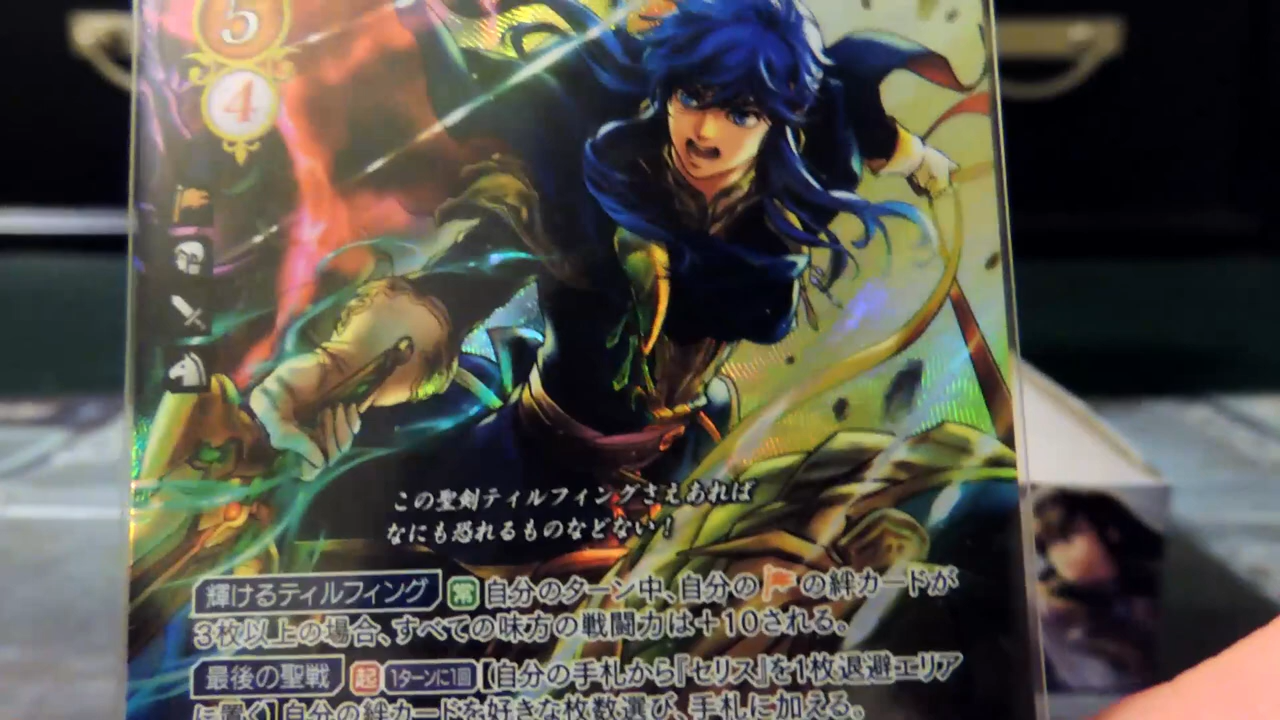 5
4
この聖剣ティルフィングさえあれば
なにも恐れるものなどない!
輝けるティルフィング 常 自分のターン中、自分の の絆カードが
3枚以上の場合、すべての味方の戦闘力は+10される。
最後の聖戦 起 1ターンに1回【自分の手札から『セリス』を1枚退避エリア
に置く】自分の絆カードを好きな枚数選び、手札に加える。